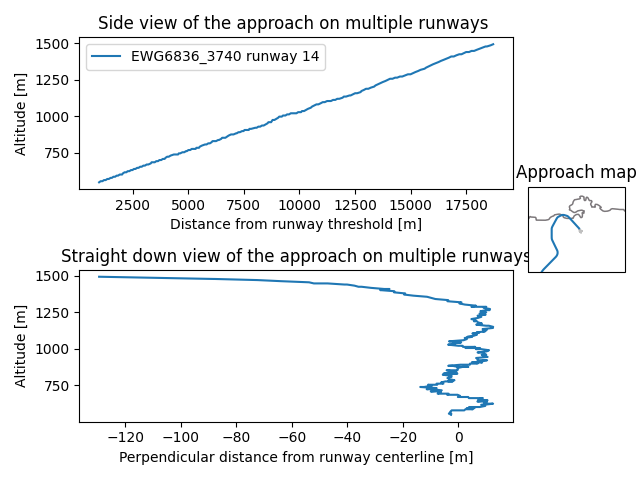 Side view of the approach on multiple runways
1500
1250
1000
750
Altitude [m]
EWG6836_3740 runway 14
2500 5000 7500 10000 12500 15000 17500
Distance from runway threshold [m]
Approach map
Straight down view of the approach on multiple runways
1500
1250
1000
750
Altitude [m]
−120 −100 −80 −60 −40 −20 0
Perpendicular distance from runway centerline [m]